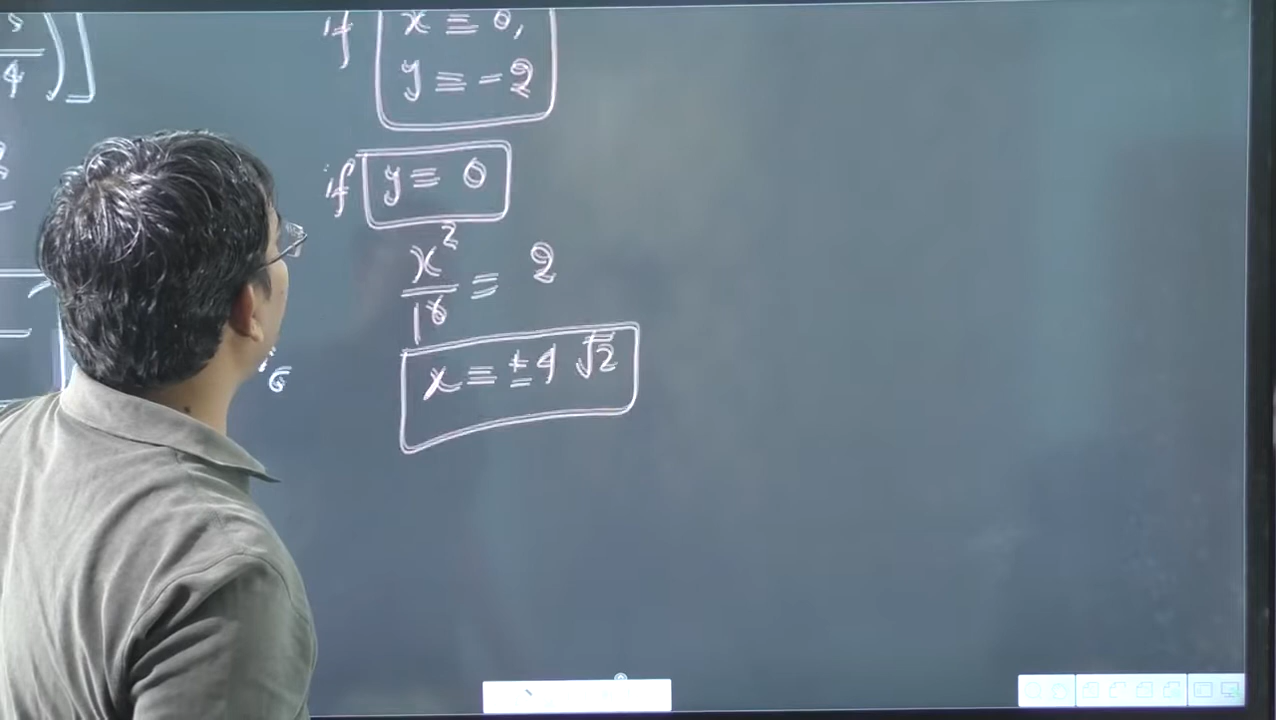 if x = 0,
y = -2
if y = 0
x²/16 = 2
x = ±4 √2